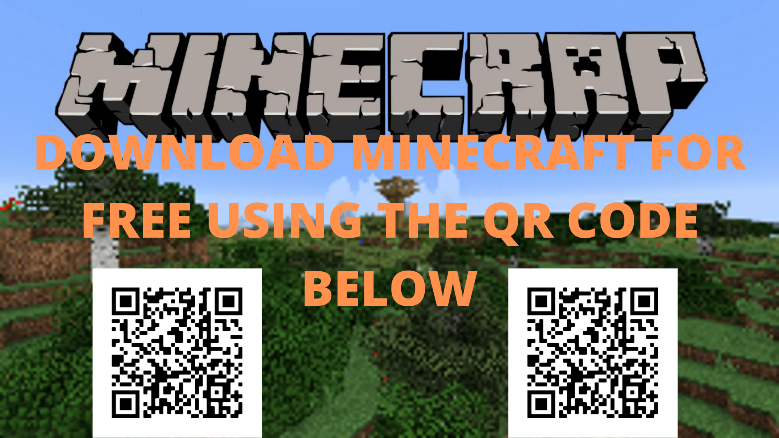 MINECRAP
DOWNLOAD MINECRAFT FOR
FREE USING THE QR CODE
BELOW